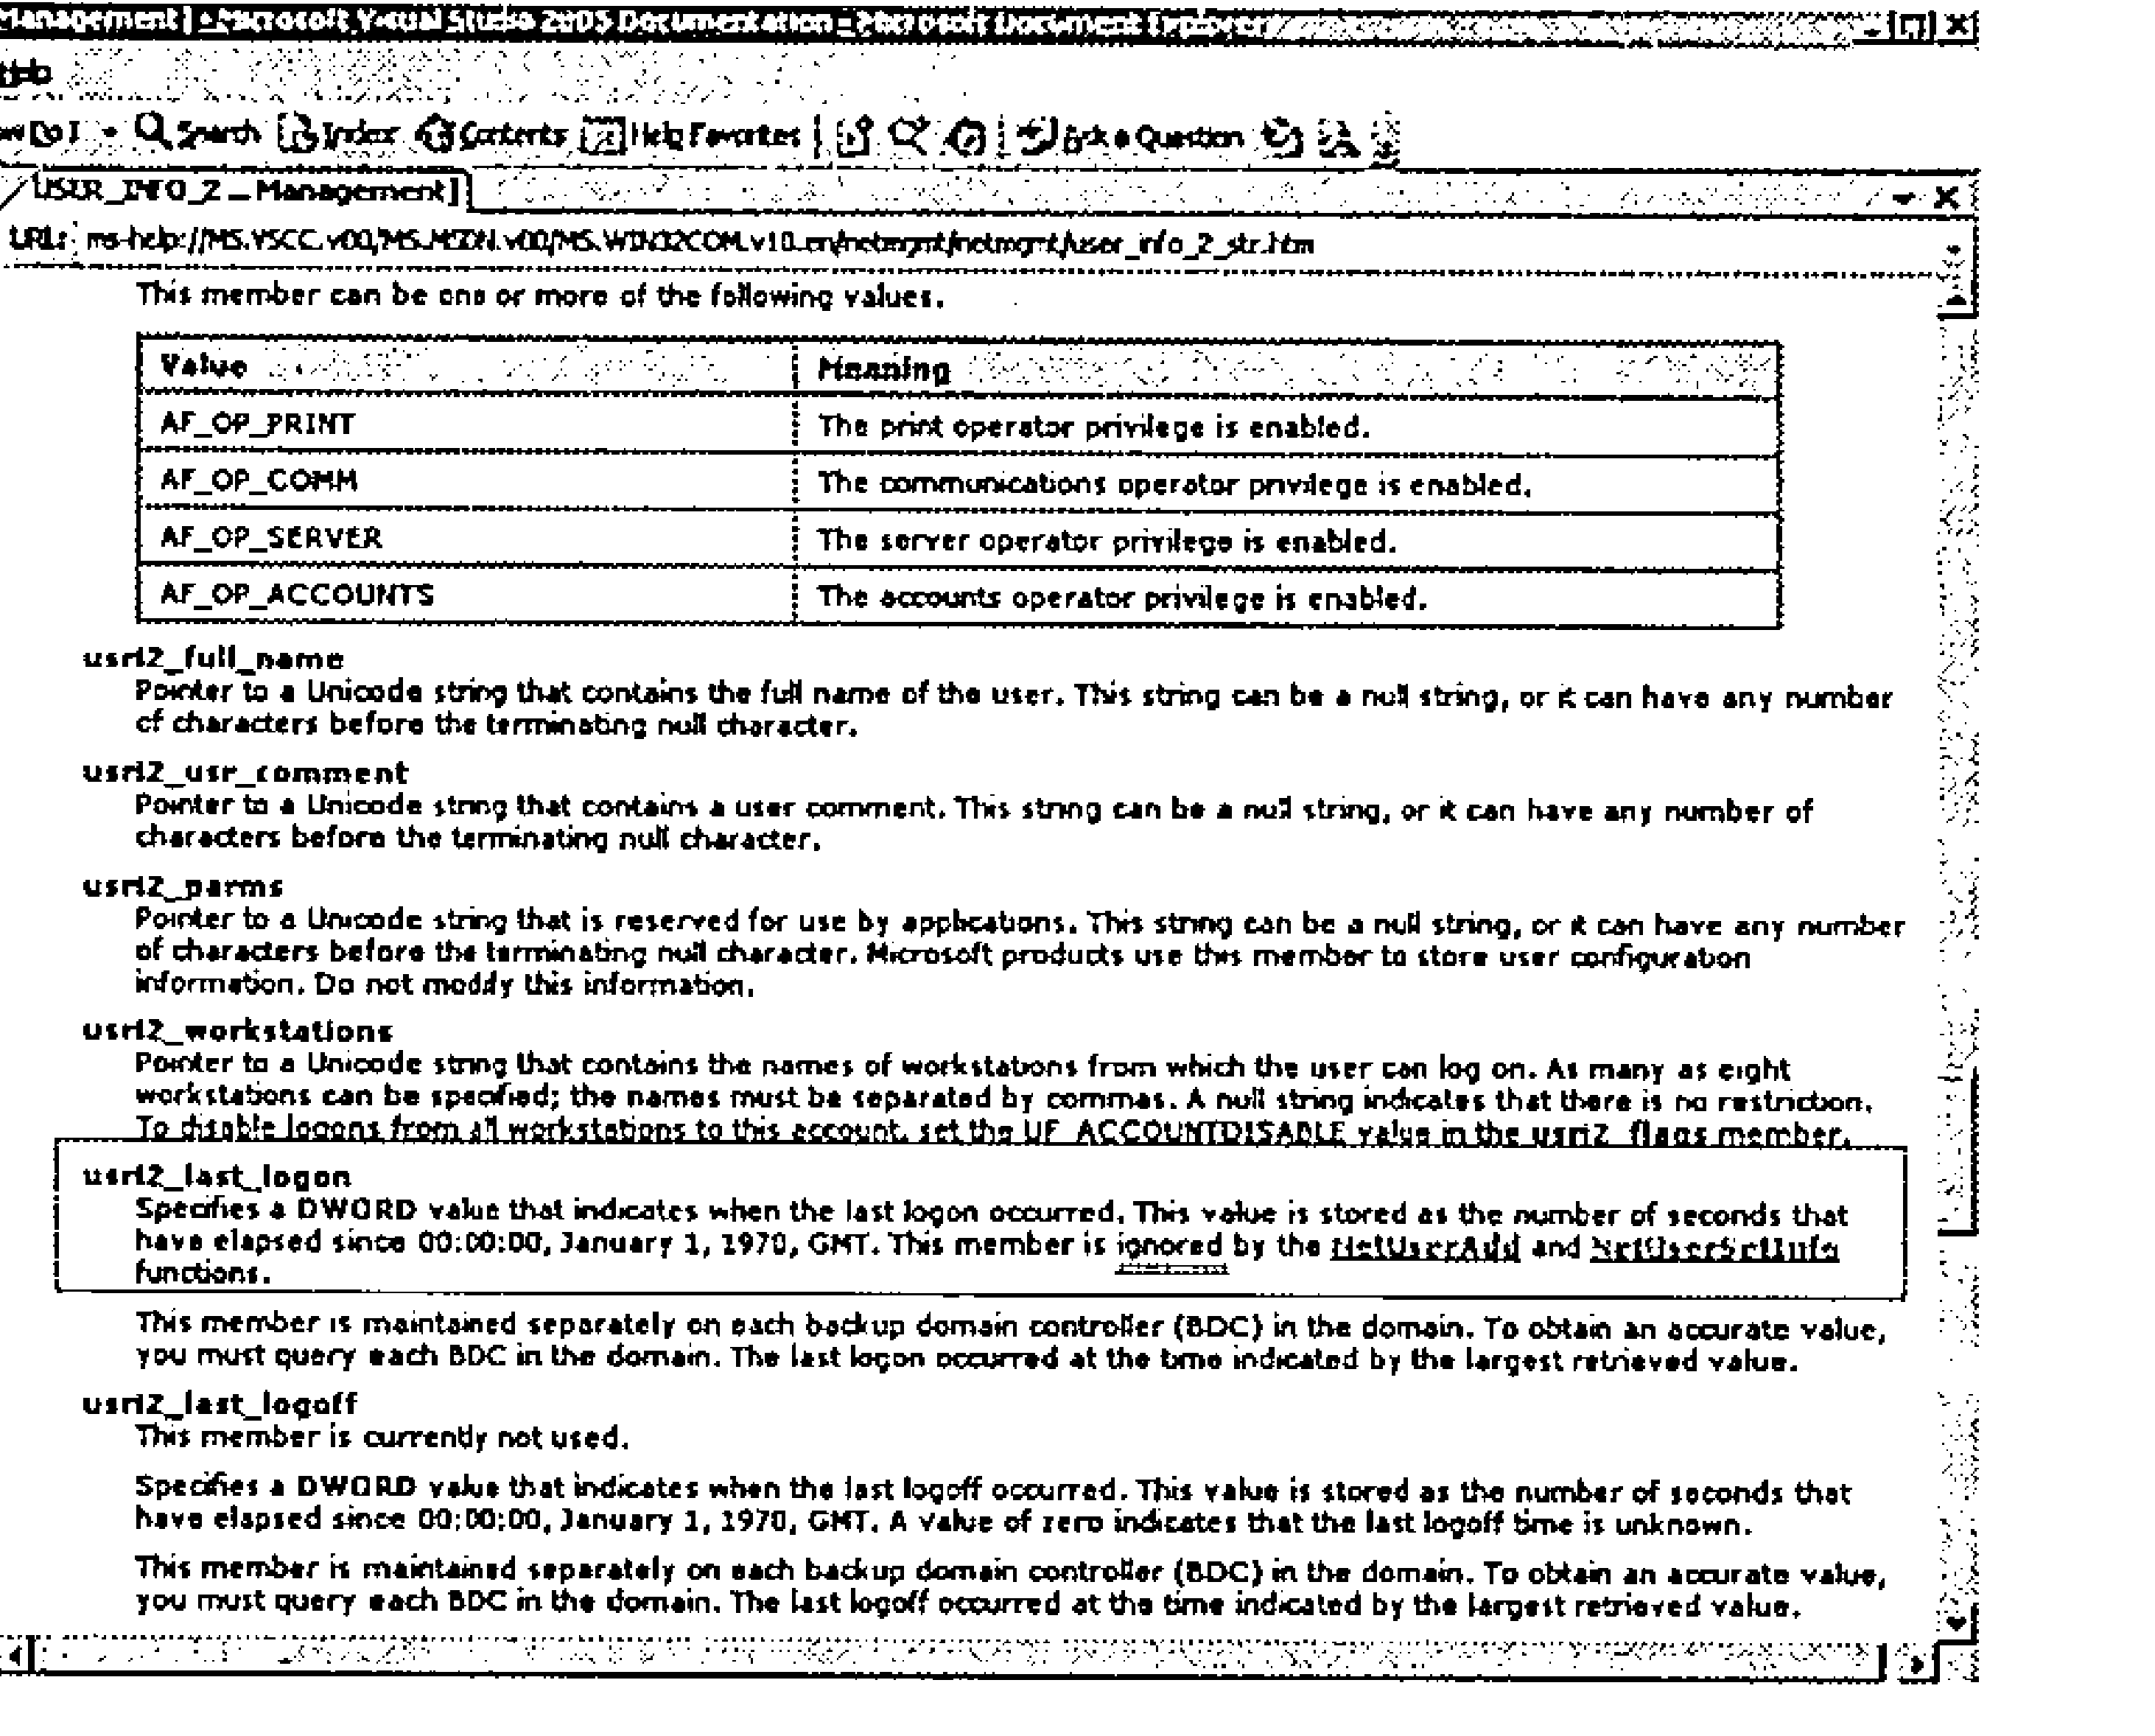 Management] - Microsoft Visual Studio 2005 Documentation - Microsoft Document Explorer
Search Index Contents Help Favorites Ask a Question
USER_INFO_2 ... Management]
URL: ms-help://MS.VSCC.v80/MS.MSDN.v80/MS.WIN32COM.v10.en/netmgmt/netmgmt/user_info_2_str.htm
This member can be one or more of the following values.
Value Meaning
AF_OP_PRINT The print operator privilege is enabled.
AF_OP_COMM The communications operator privilege is enabled.
AF_OP_SERVER The server operator privilege is enabled.
AF_OP_ACCOUNTS The accounts operator privilege is enabled.
usri2_full_name
Pointer to a Unicode string that contains the full name of the user. This string can be a null string, or it can have any number
of characters before the terminating null character.
usri2_usr_comment
Pointer to a Unicode string that contains a user comment. This string can be a null string, or it can have any number of
characters before the terminating null character.
usri2_parms
Pointer to a Unicode string that is reserved for use by applications. This string can be a null string, or it can have any number
of characters before the terminating null character. Microsoft products use this member to store user configuration
information. Do not modify this information.
usri2_workstations
Pointer to a Unicode string that contains the names of workstations from which the user can log on. As many as eight
workstations can be specified; the names must be separated by commas. A null string indicates that there is no restriction.
To disable logons from all workstations to this account, set the UF_ACCOUNTDISABLE value in the usri2_flags member.
usri2_last_logon
Specifies a DWORD value that indicates when the last logon occurred. This value is stored as the number of seconds that
have elapsed since 00:00:00, January 1, 1970, GMT. This member is ignored by the NetUserAdd and NetUserSetInfo
functions.
This member is maintained separately on each backup domain controller (BDC) in the domain. To obtain an accurate value,
you must query each BDC in the domain. The last logon occurred at the time indicated by the largest retrieved value.
usri2_last_logoff
This member is currently not used.
Specifies a DWORD value that indicates when the last logoff occurred. This value is stored as the number of seconds that
have elapsed since 00:00:00, January 1, 1970, GMT. A value of zero indicates that the last logoff time is unknown.
This member is maintained separately on each backup domain controller (BDC) in the domain. To obtain an accurate value,
you must query each BDC in the domain. The last logoff occurred at the time indicated by the largest retrieved value.